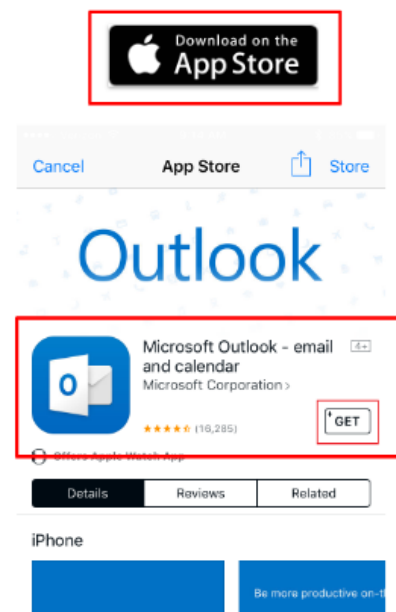 Download on the
App Store
Cancel
App Store
Store
Outlook
Microsoft Outlook - email
and calendar
4+
Microsoft Corporation >
(16,285)
+GET
Offers Apple Watch App
Details
Reviews
Related
iPhone
Be more productive on-t